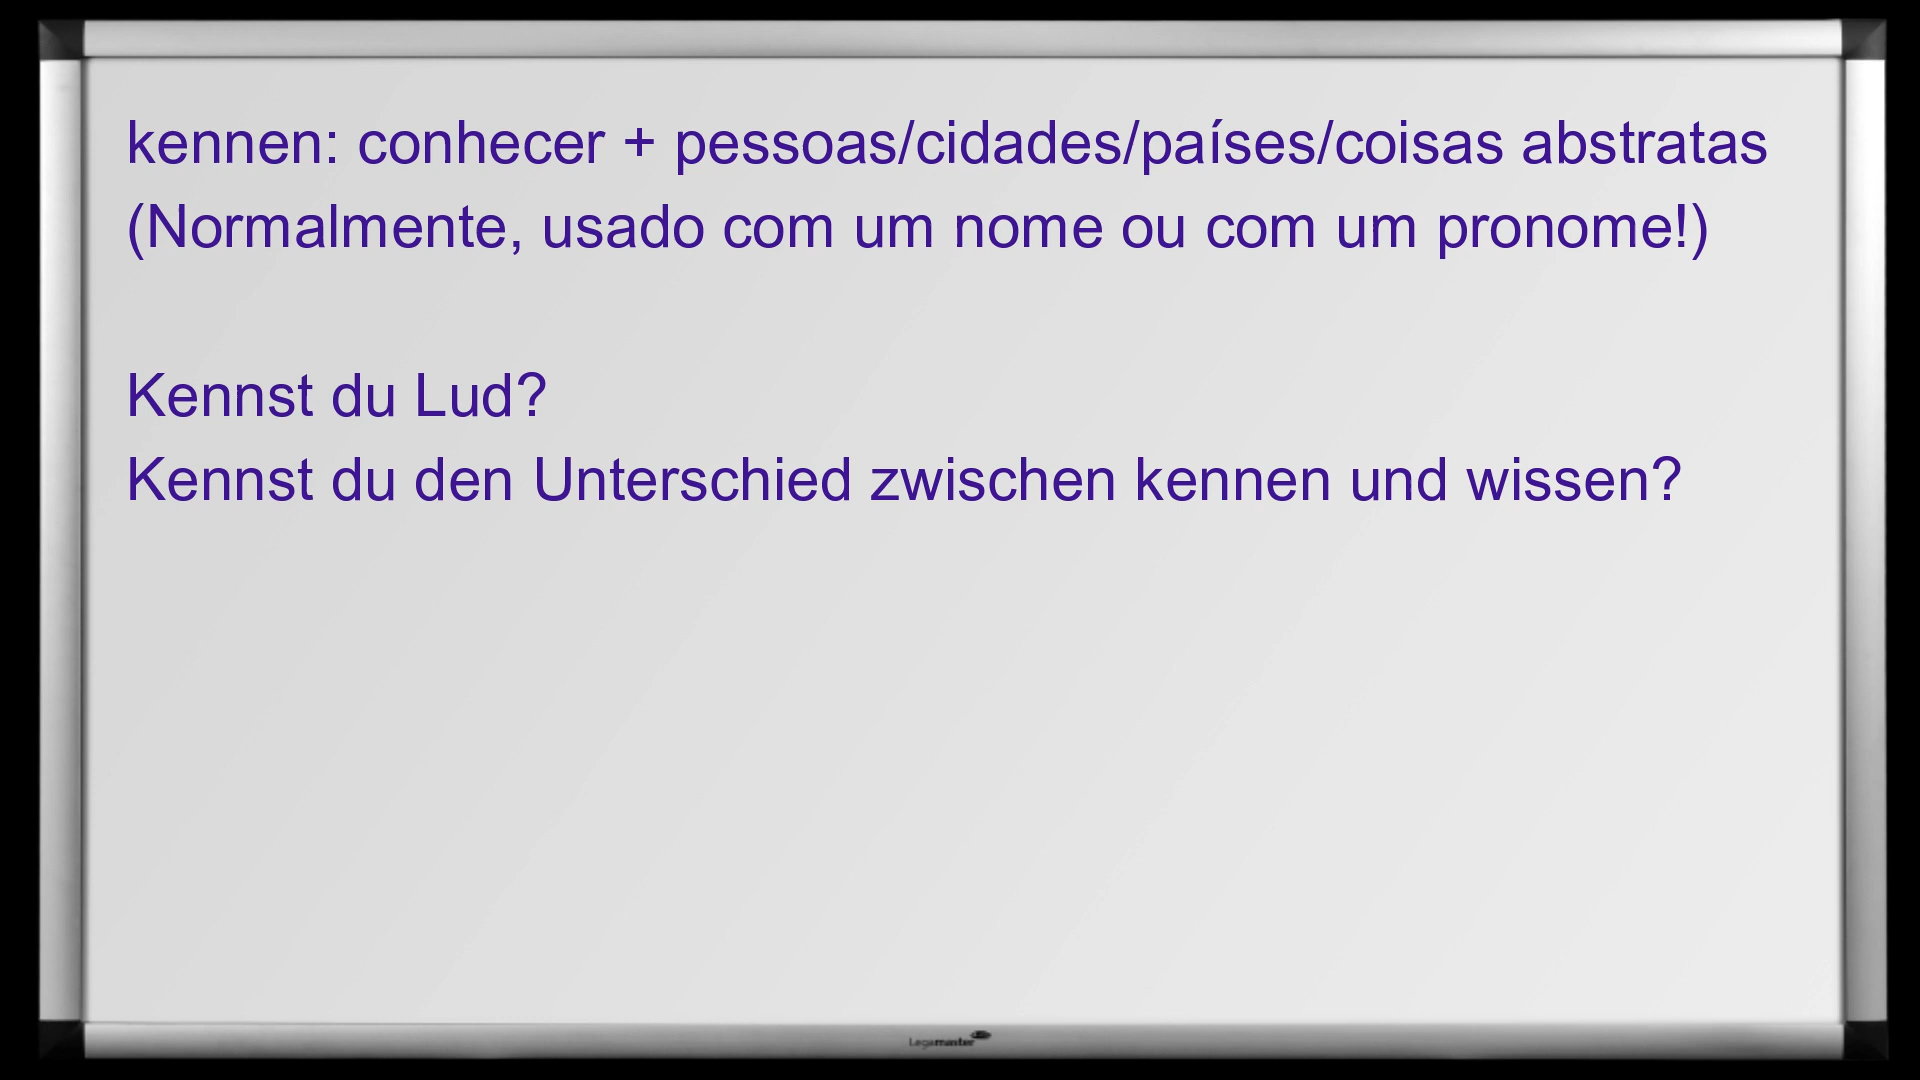 kennen: conhecer + pessoas/cidades/países/coisas abstratas
(Normalmente, usado com um nome ou com um pronome!)
Kennst du Lud?
Kennst du den Unterschied zwischen kennen und wissen?
Legamaster